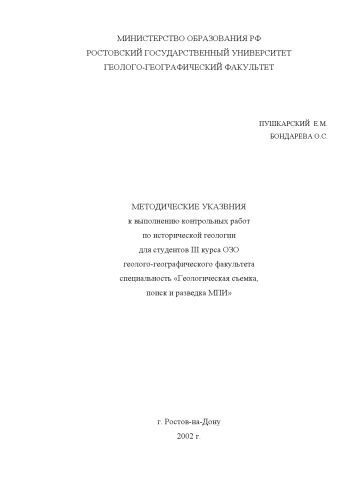 МИНИСТЕРСТВО ОБРАЗОВАНИЯ РФ
РОСТОВСКИЙ ГОСУДАРСТВЕННЫЙ УНИВЕРСИТЕТ
ГЕОЛОГО-ГЕОГРАФИЧЕСКИЙ ФАКУЛЬТЕТ
ПУШКАРСКИЙ Е.М.
БОНДАРЕВА О.С.
МЕТОДИЧЕСКИЕ УКАЗВНИЯ
к выполнению контрольных работ
по исторической геологии
для студентов III курса ОЗО
геолого-географического факультета
специальность «Геологическая съемка,
поиск и разведка МПИ»
г. Ростов-на-Дону
2002 г.